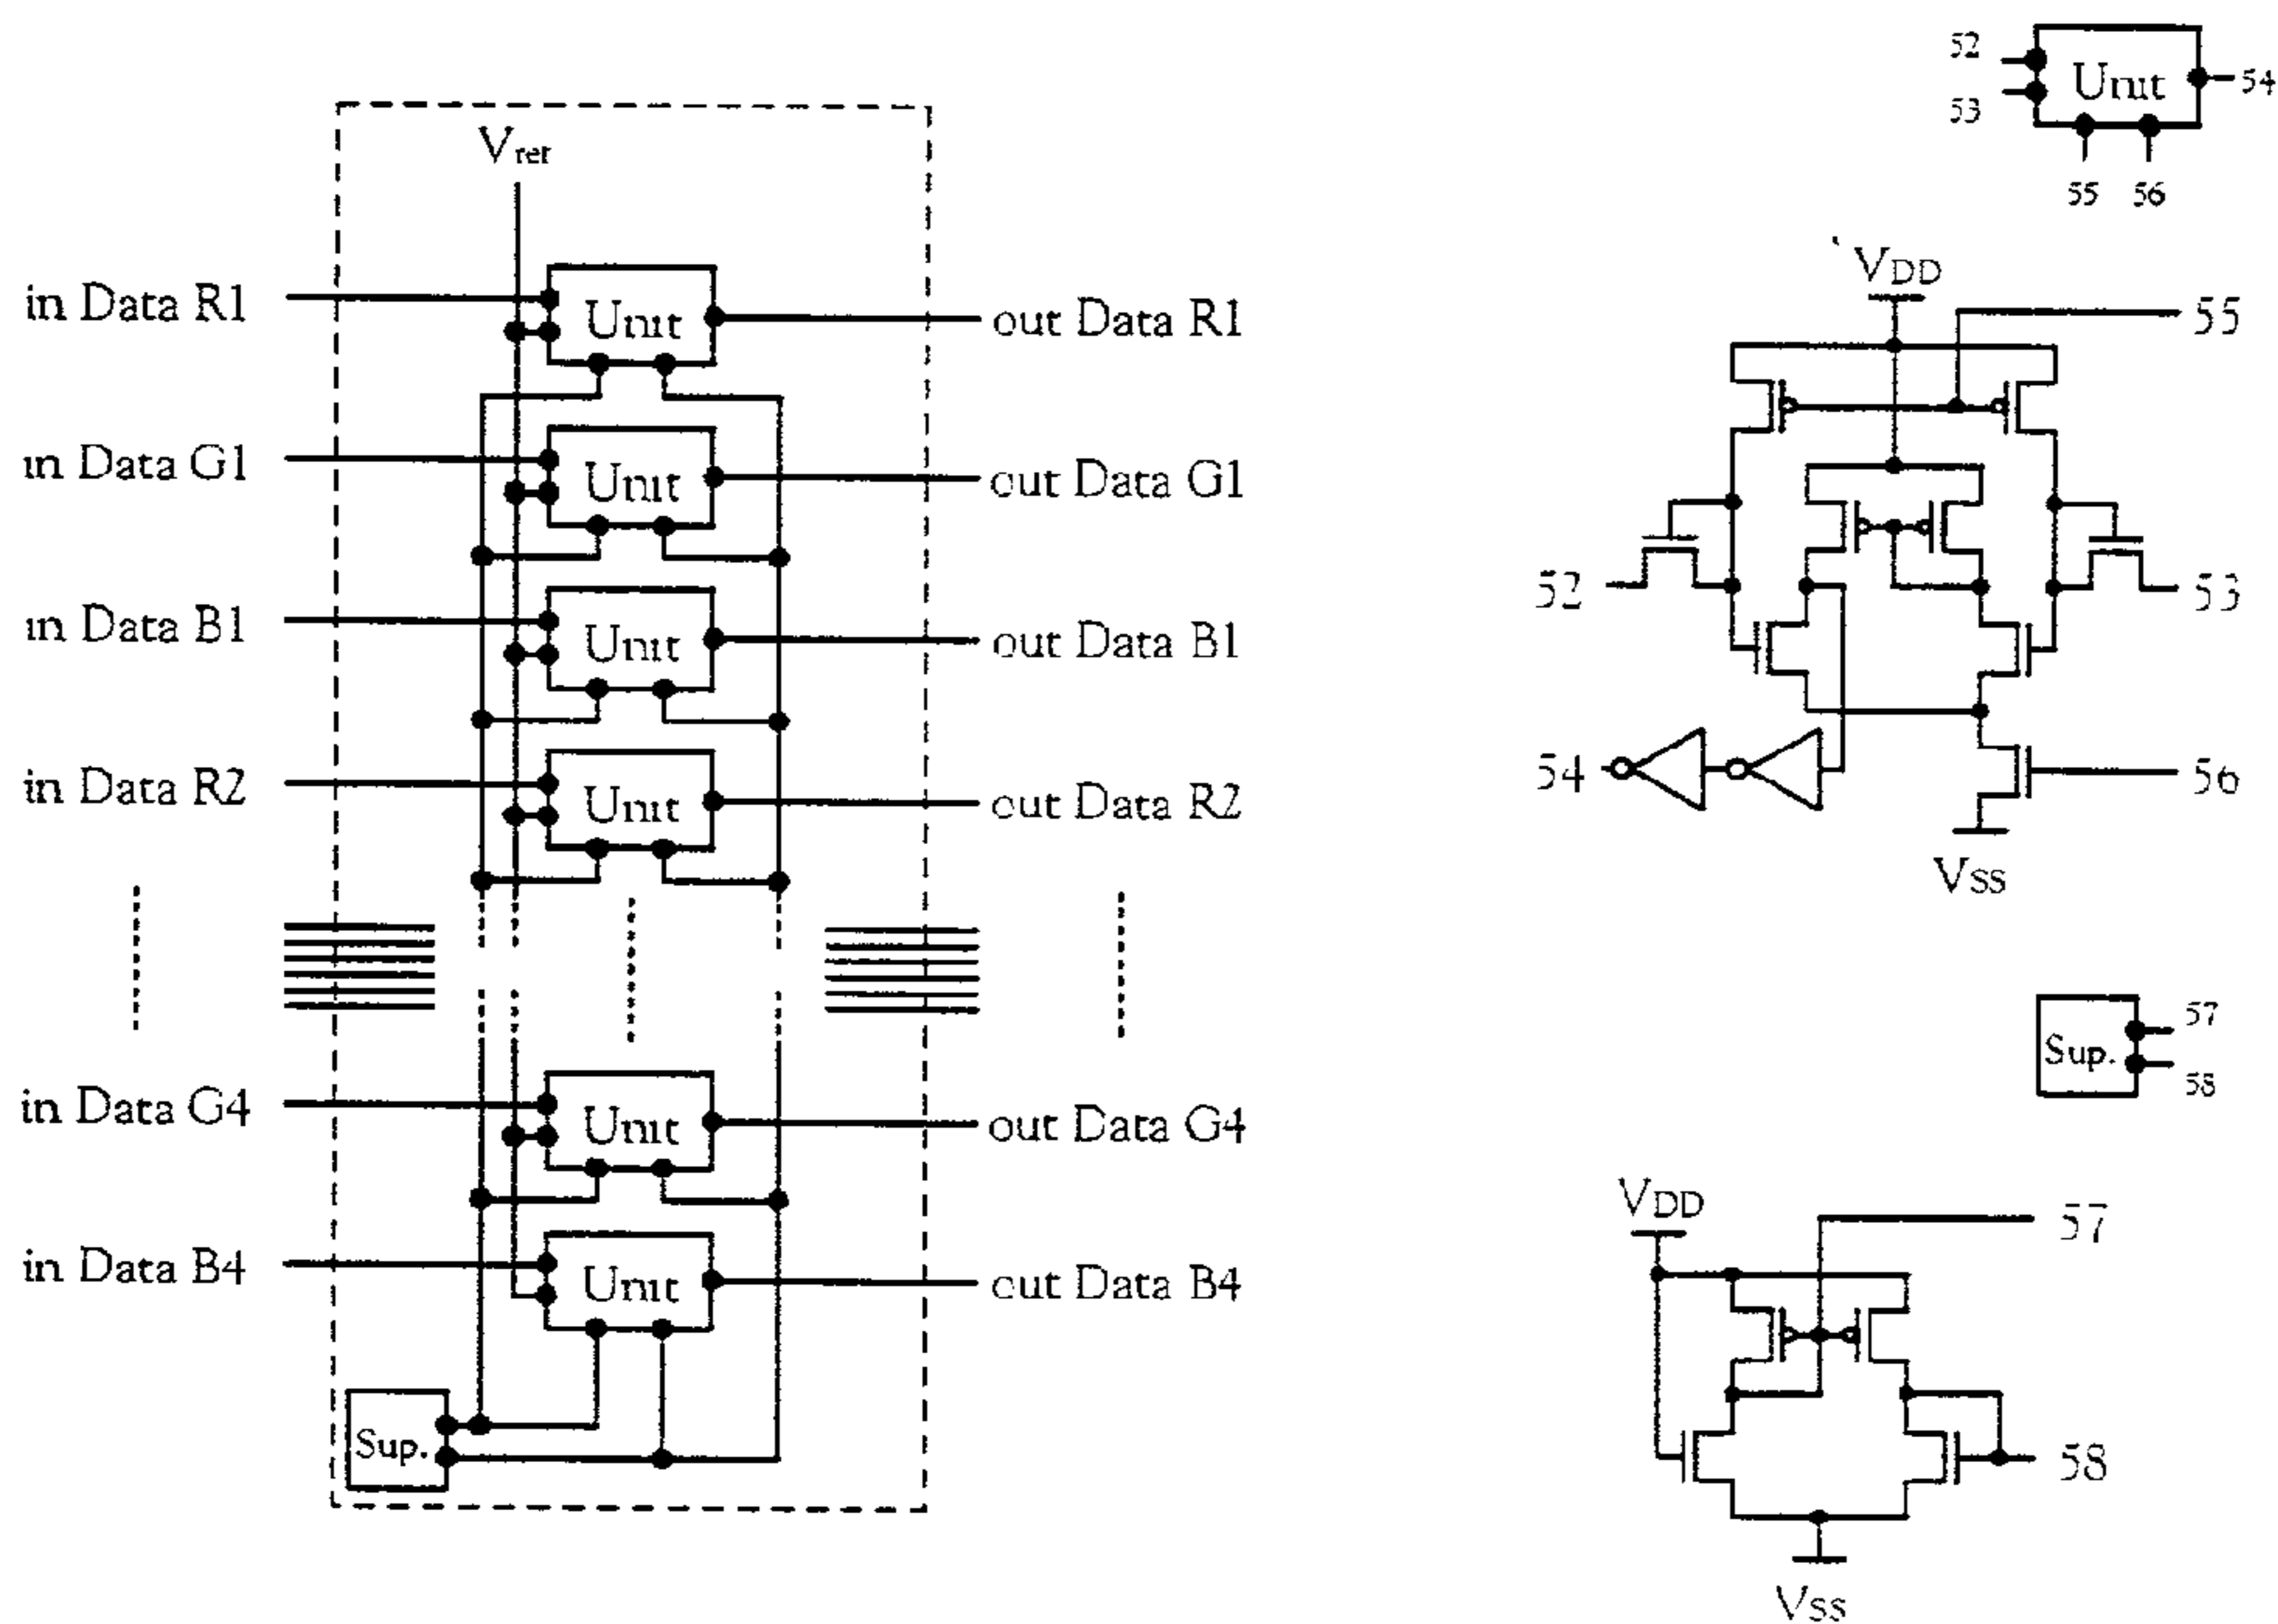 Vref
in Data R1
Unit
out Data R1
in Data G1
Unit
out Data G1
in Data B1
Unit
out Data B1
in Data R2
Unit
out Data R2
in Data G4
Unit
out Data G4
in Data B4
Unit
out Data B4
Sup.
52
53
Unit
54
55 56
VDD
55
52
53
54
56
VSS
Sup.
57
58
VDD
57
58
VSS